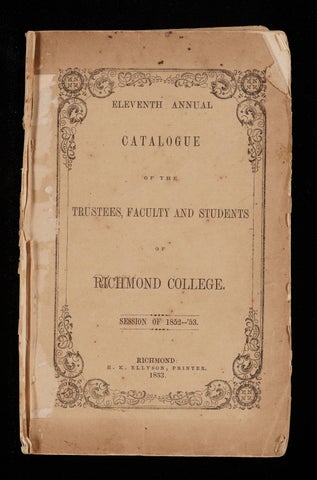 ELEVENTH ANNUAL
CATALOGUE
OF THE
TRUSTEES, FACULTY AND STUDENTS
OF
RICHMOND COLLEGE.
SESSION OF 1852--'53.
RICHMOND:
H. K. ELLYSON, PRINTER.
1853.